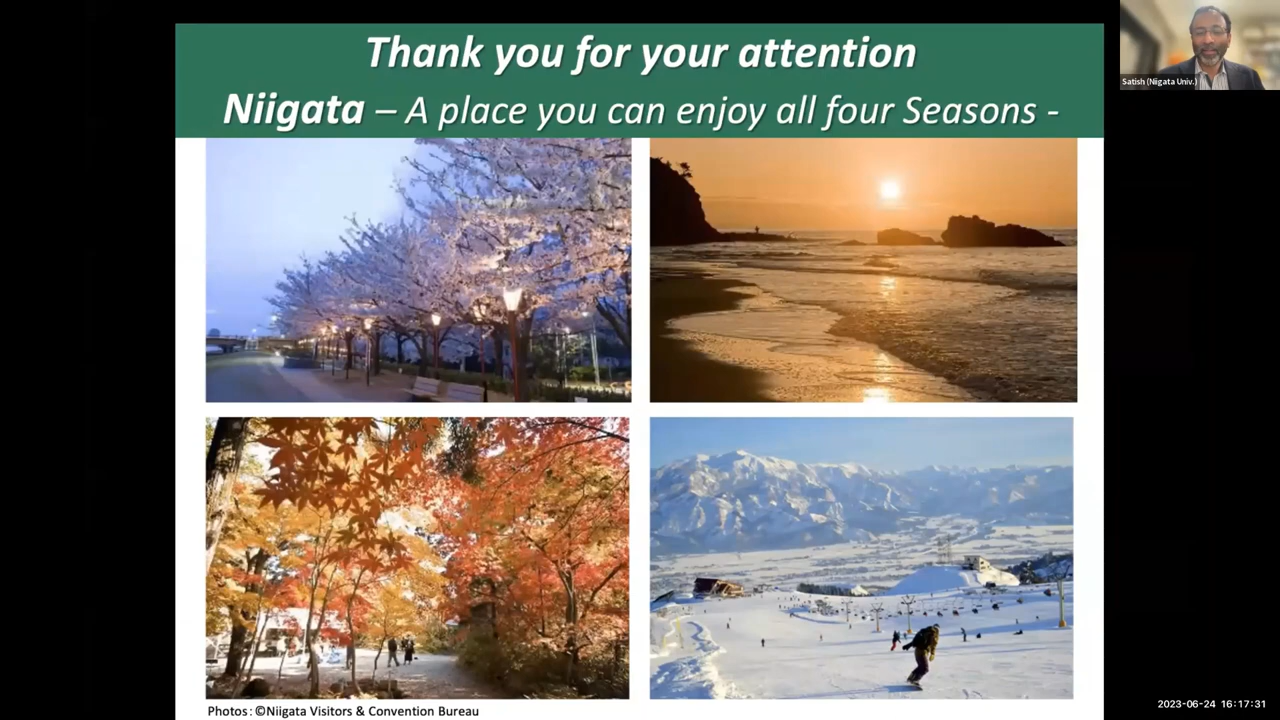 Thank you for your attention
Niigata – A place you can enjoy all four Seasons -
Satish (Niigata Univ.)
Photos : ©Niigata Visitors & Convention Bureau
2023-06-24 16:17:31